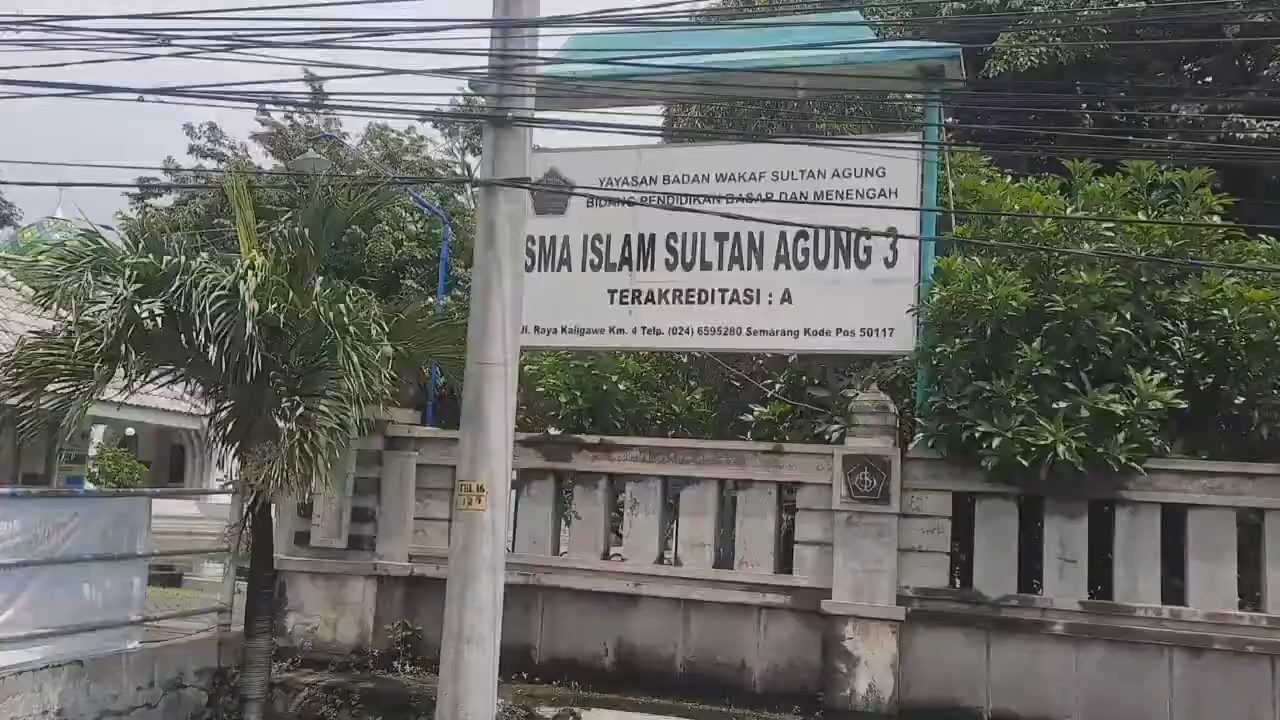 YAYASAN BADAN WAKAF SULTAN AGUNG
BIDANG PENDIDIKAN DASAR DAN MENENGAH
SMA ISLAM SULTAN AGUNG 3
TERAKREDITASI : A
Jl. Raya Kaligawe Km. 4 Telp. (024) 6595280 Semarang Kode Pos 50117